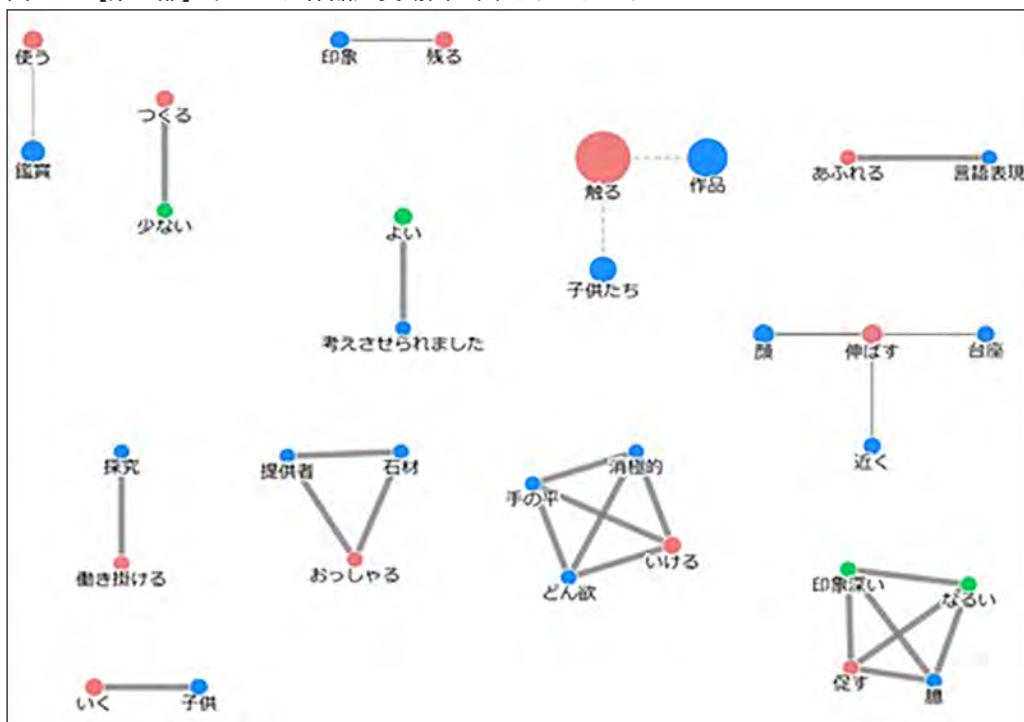 使う
印象
残る
つくる
鑑賞
触る
作品
あふれる
言語表現
少ない
よい
子供たち
考えさせられました
顔
伸ばす
台座
探究
提供者
石材
消極的
近く
手の平
働き掛ける
おっしゃる
いける
どん欲
印象深い
なるい
促す
臆
いく
子供